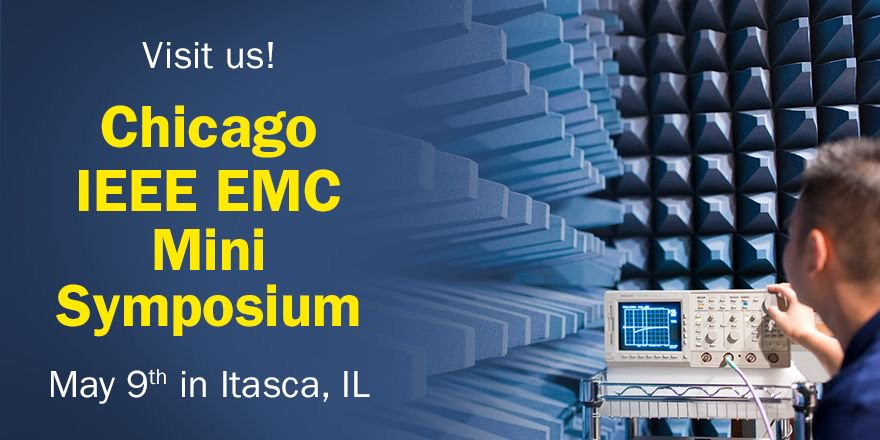 Visit us!
Chicago
IEEE EMC
Mini
Symposium
May 9th in Itasca, IL